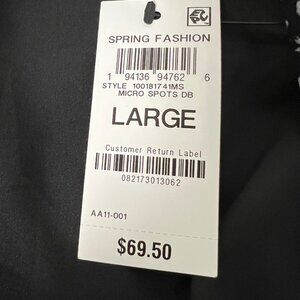 SPRING FASHION
1 94136 94762 6
STYLE 100181741MS
MICRO SPOTS DB
LARGE
Customer Return Label
082173013062
AA11-001
$69.50